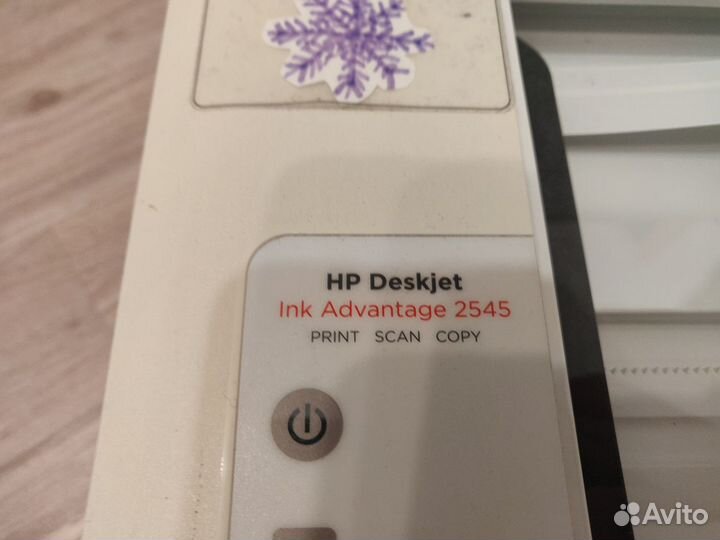 HP Deskjet
Ink Advantage 2545
PRINT SCAN COPY
Avito